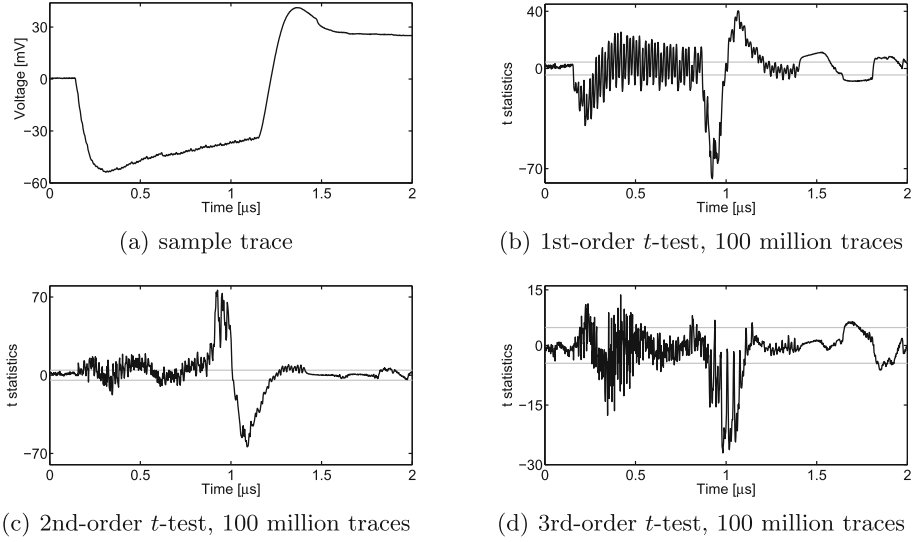 30
0
−30
−60
Voltage [mV]
0 0.5 1 1.5 2
Time [μs]
(a) sample trace
40
0
−70
t statistics
0 0.5 1 1.5 2
Time [μs]
(b) 1st-order t-test, 100 million traces
70
0
−70
t statistics
0 0.5 1 1.5 2
Time [μs]
(c) 2nd-order t-test, 100 million traces
15
0
−15
−30
t statistics
0 0.5 1 1.5 2
Time [μs]
(d) 3rd-order t-test, 100 million traces